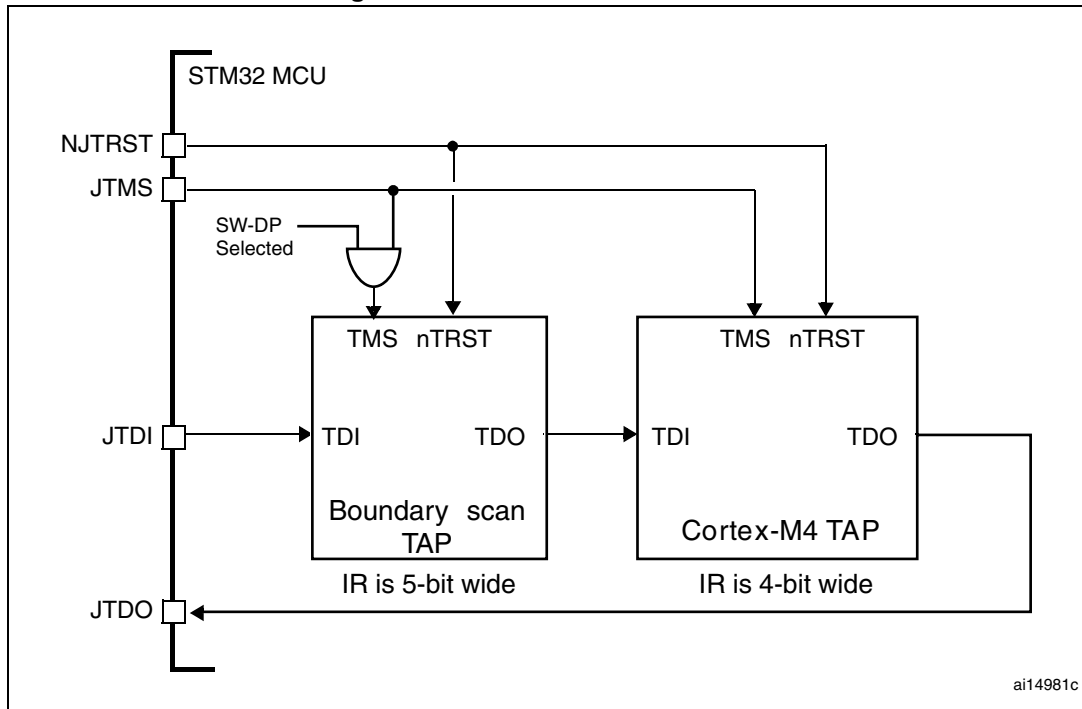 STM32 MCU
NJTRST
JTMS
SW-DP
Selected
TMS nTRST
TMS nTRST
JTDI
TDI
TDO
TDI
TDO
Boundary scan
TAP
Cortex-M4 TAP
IR is 5-bit wide
IR is 4-bit wide
JTDO
ai14981c